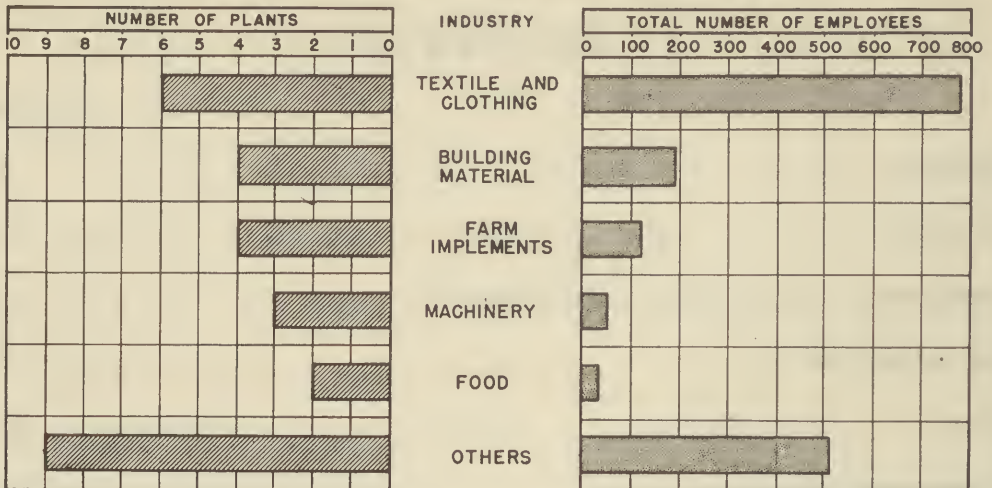 NUMBER OF PLANTS
INDUSTRY
TOTAL NUMBER OF EMPLOYEES
10 9 8 7 6 5 4 3 2 1 0
0 100 200 300 400 500 600 700 800
TEXTILE AND
CLOTHING
BUILDING
MATERIAL
FARM
IMPLEMENTS
MACHINERY
FOOD
OTHERS